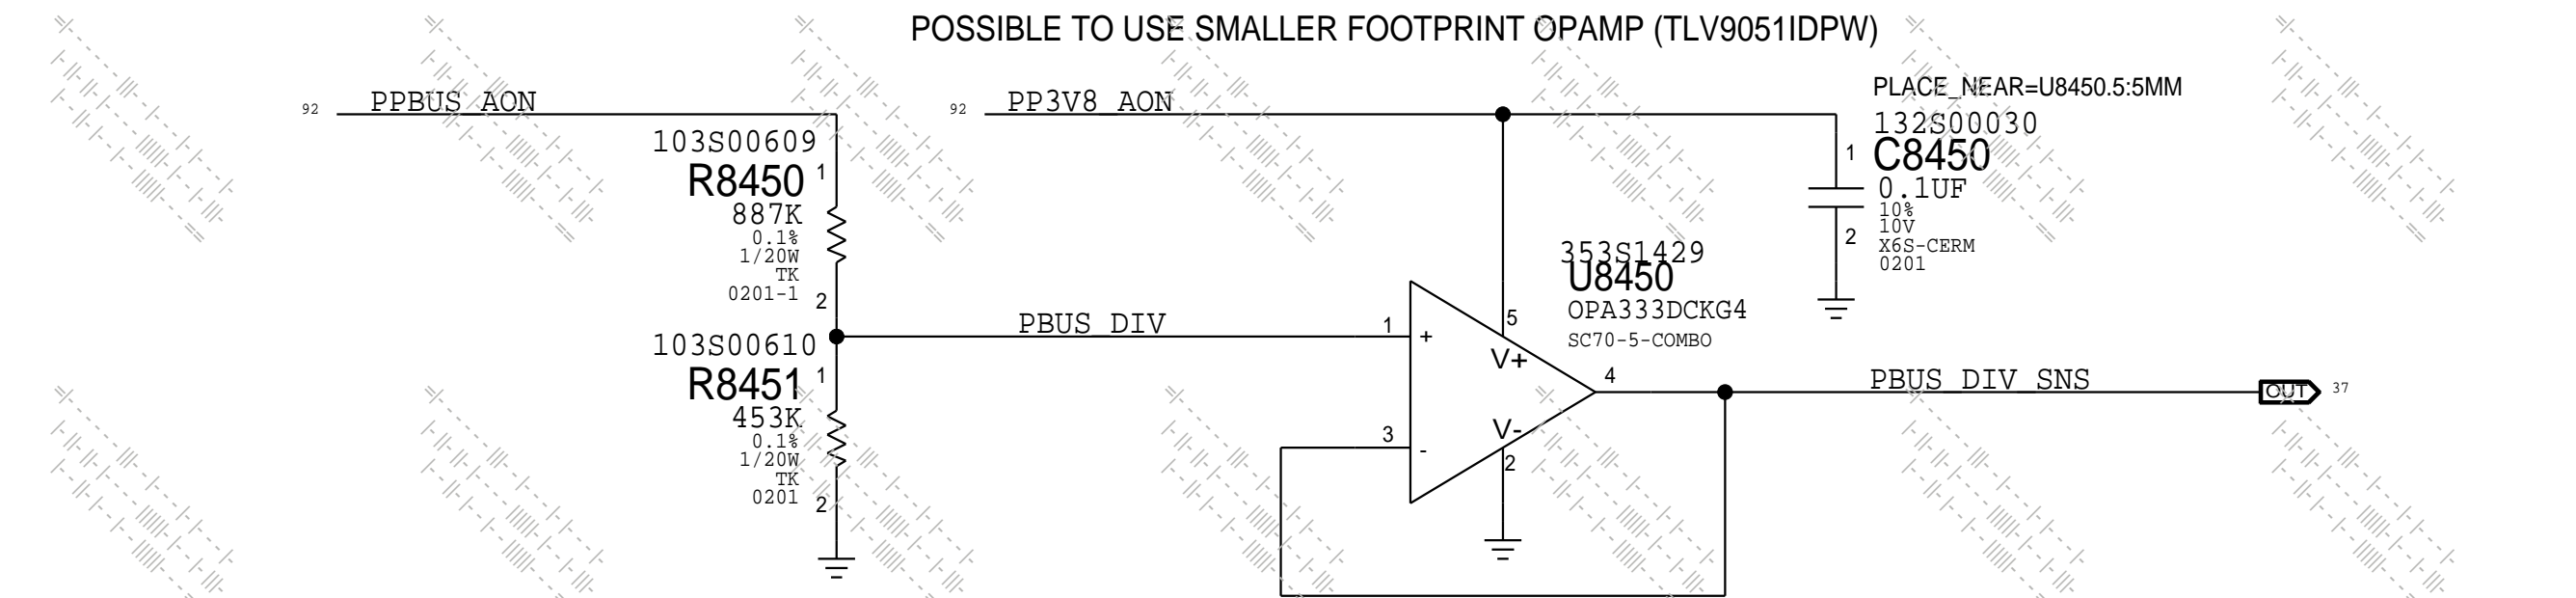 POSSIBLE TO USE SMALLER FOOTPRINT OPAMP (TLV9051IDPW)
92 PPBUS_AON
92 PP3V8_AON
PLACE_NEAR=U8450.5:5MM
132S00030
1 C8450
0.1UF
10%
10V
2 X6S-CERM
0201
103S00609
R8450 1
887K
0.1%
1/20W
TK
0201-1 2
353S1429
U8450
OPA333DCKG4
SC70-5-COMBO
PBUS_DIV
1 +
5
V+
4
3 -
V-
2
PBUS_DIV_SNS
OUT 37
103S00610
R8451 1
453K
0.1%
1/20W
TK
0201 2